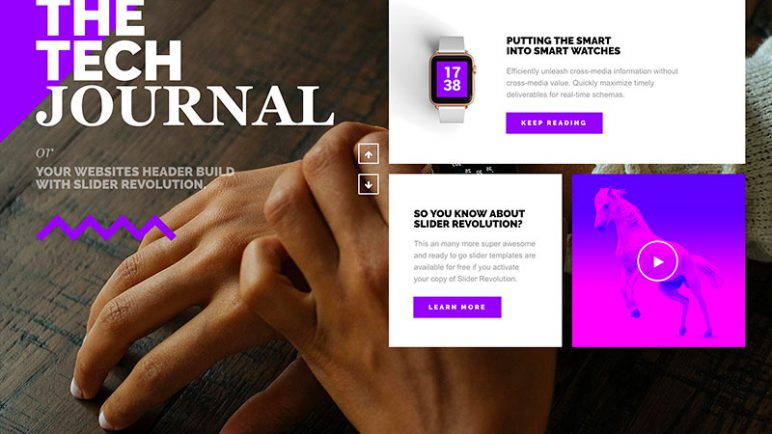 THE
TECH
JOURNAL
or
YOUR WEBSITES HEADER BUILD
WITH SLIDER REVOLUTION.
PUTTING THE SMART
INTO SMART WATCHES
Efficiently unleash cross-media information without
cross-media value. Quickly maximize timely
deliverables for real-time schemas.
KEEP READING
17
38
SO YOU KNOW ABOUT
SLIDER REVOLUTION?
This an many more super awesome
and ready to go slider templates are
available for free if you activate
your copy of Slider Revolution.
LEARN MORE